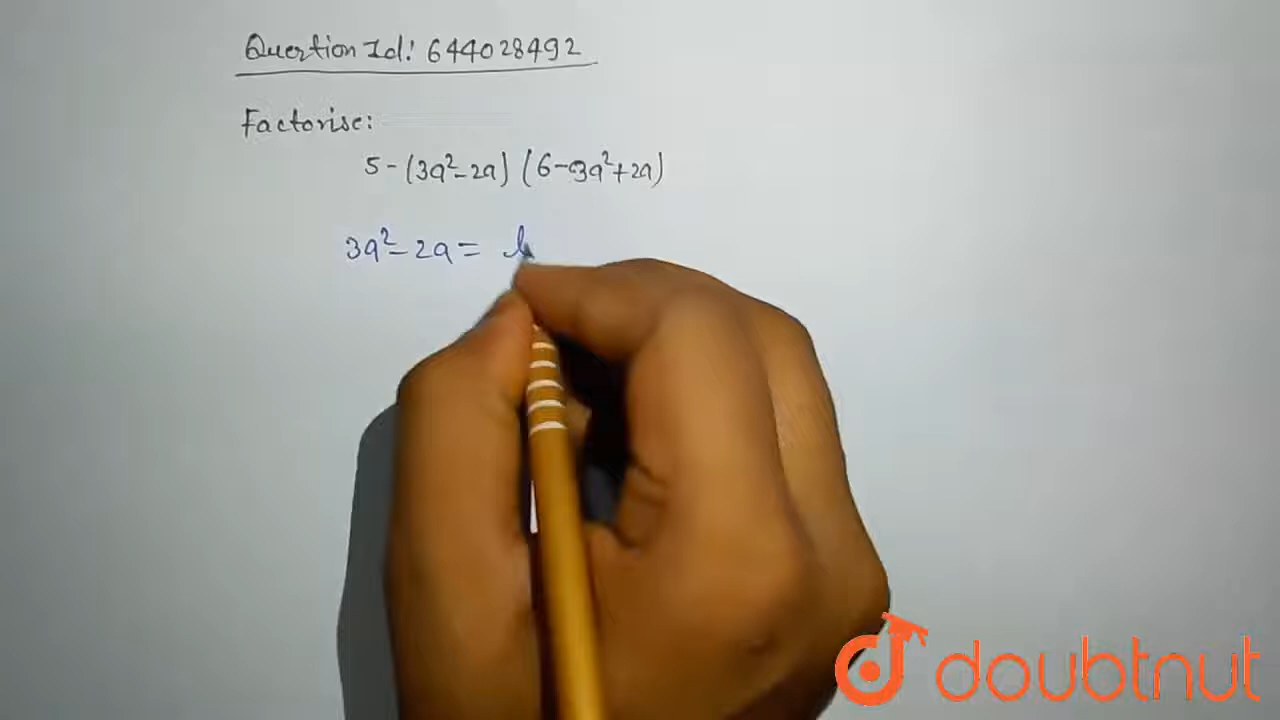 Question Id: 644028492
Factorise:
5-(3a²-2a) (6-3a²+2a)
3a²-2a=
doubtnut